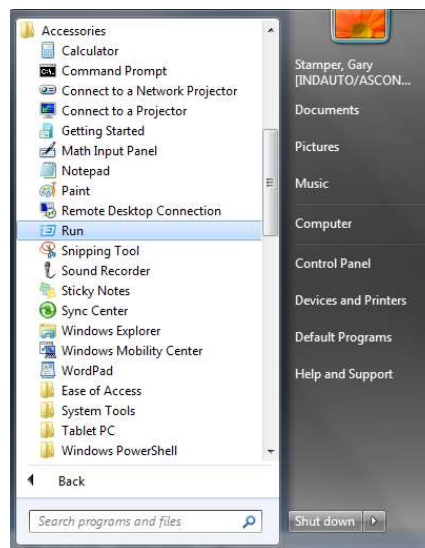 Accessories
Calculator
Command Prompt
Connect to a Network Projector
Connect to a Projector
Getting Started
Math Input Panel
Notepad
Paint
Remote Desktop Connection
Run
Snipping Tool
Sound Recorder
Sticky Notes
Sync Center
Windows Explorer
Windows Mobility Center
WordPad
Ease of Access
System Tools
Tablet PC
Windows PowerShell
Back
Search programs and files
Stamper, Gary
[INDAUTO/ASCON...
Documents
Pictures
Music
Computer
Control Panel
Devices and Printers
Default Programs
Help and Support
Shut down